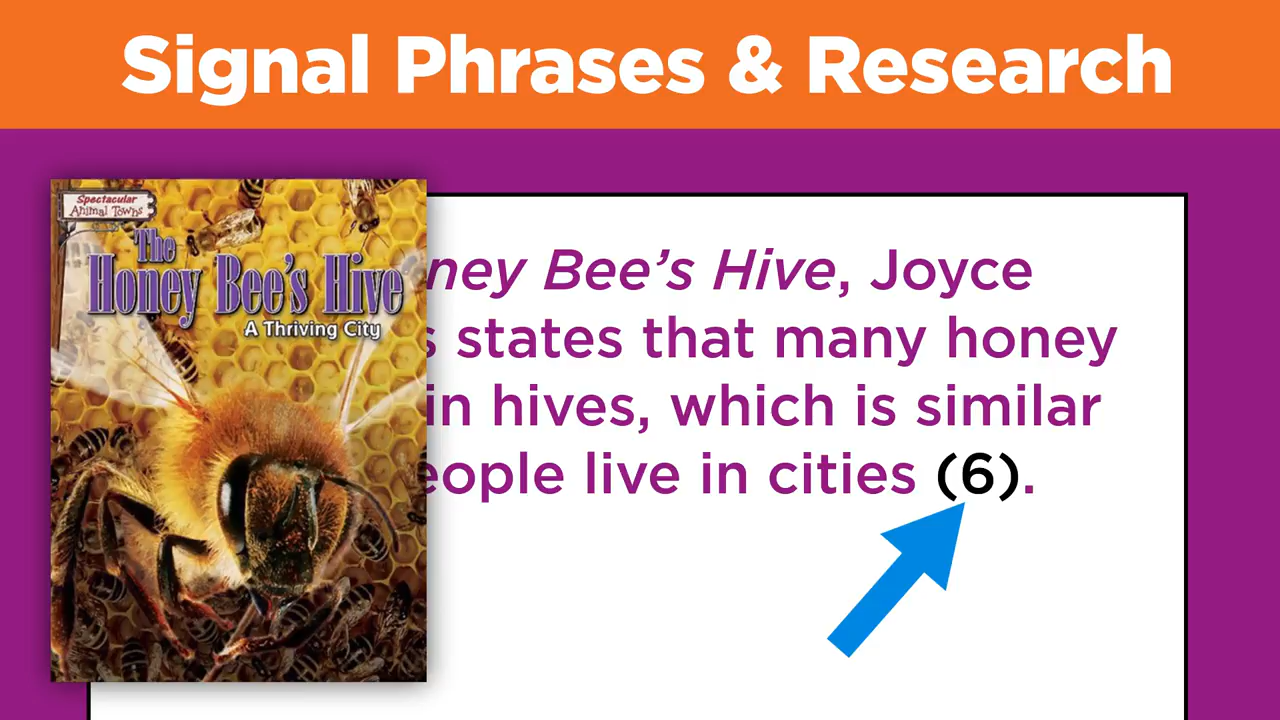 Signal Phrases & Research
Spectacular
Animal Towns
The
Honey Bee's Hive
A Thriving City
ney Bee's Hive, Joyce
s states that many honey
in hives, which is similar
eople live in cities (6).